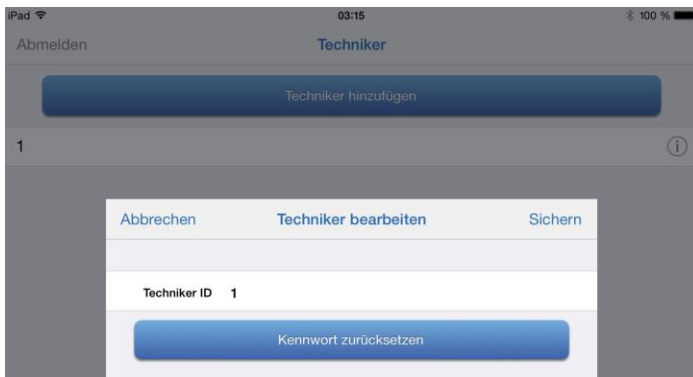 iPad 03:15 100 %
Abmelden Techniker
Techniker hinzufügen
1
Abbrechen Techniker bearbeiten Sichern
Techniker ID 1
Kennwort zurücksetzen